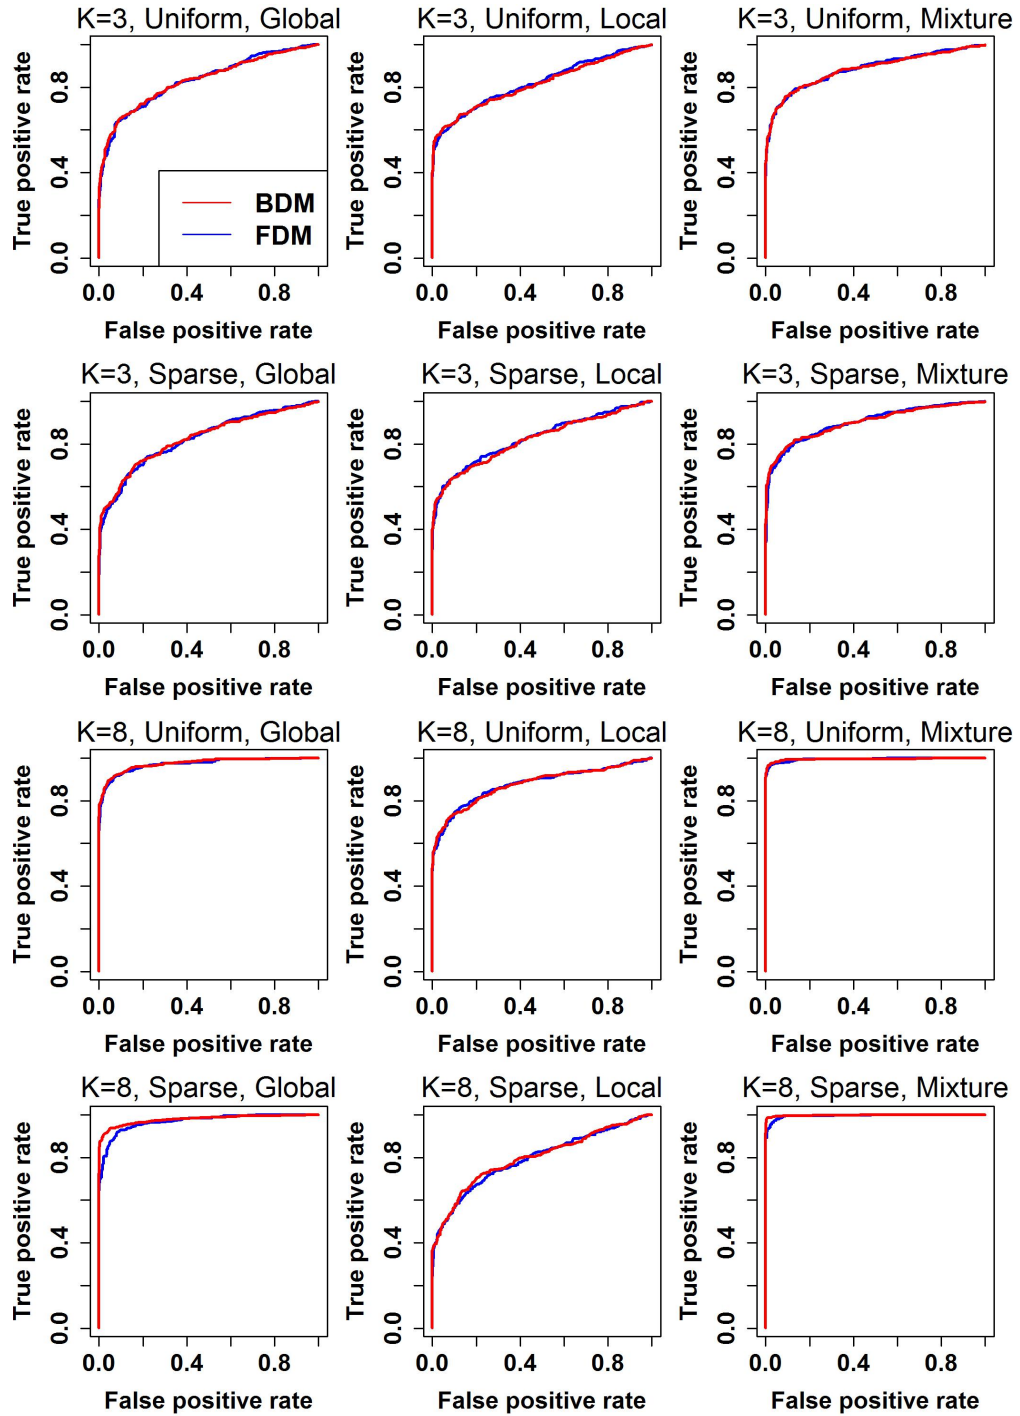 K=3, Uniform, Global
True positive rate
0.0 0.4 0.8
BDM
FDM
0.0 0.4 0.8
False positive rate
K=3, Uniform, Local
True positive rate
0.0 0.4 0.8
0.0 0.4 0.8
False positive rate
K=3, Uniform, Mixture
True positive rate
0.0 0.4 0.8
0.0 0.4 0.8
False positive rate
K=3, Sparse, Global
True positive rate
0.0 0.4 0.8
0.0 0.4 0.8
False positive rate
K=3, Sparse, Local
True positive rate
0.0 0.4 0.8
0.0 0.4 0.8
False positive rate
K=3, Sparse, Mixture
True positive rate
0.0 0.4 0.8
0.0 0.4 0.8
False positive rate
K=8, Uniform, Global
True positive rate
0.0 0.4 0.8
0.0 0.4 0.8
False positive rate
K=8, Uniform, Local
True positive rate
0.0 0.4 0.8
0.0 0.4 0.8
False positive rate
K=8, Uniform, Mixture
True positive rate
0.0 0.4 0.8
0.0 0.4 0.8
False positive rate
K=8, Sparse, Global
True positive rate
0.0 0.4 0.8
0.0 0.4 0.8
False positive rate
K=8, Sparse, Local
True positive rate
0.0 0.4 0.8
0.0 0.4 0.8
False positive rate
K=8, Sparse, Mixture
True positive rate
0.0 0.4 0.8
0.0 0.4 0.8
False positive rate